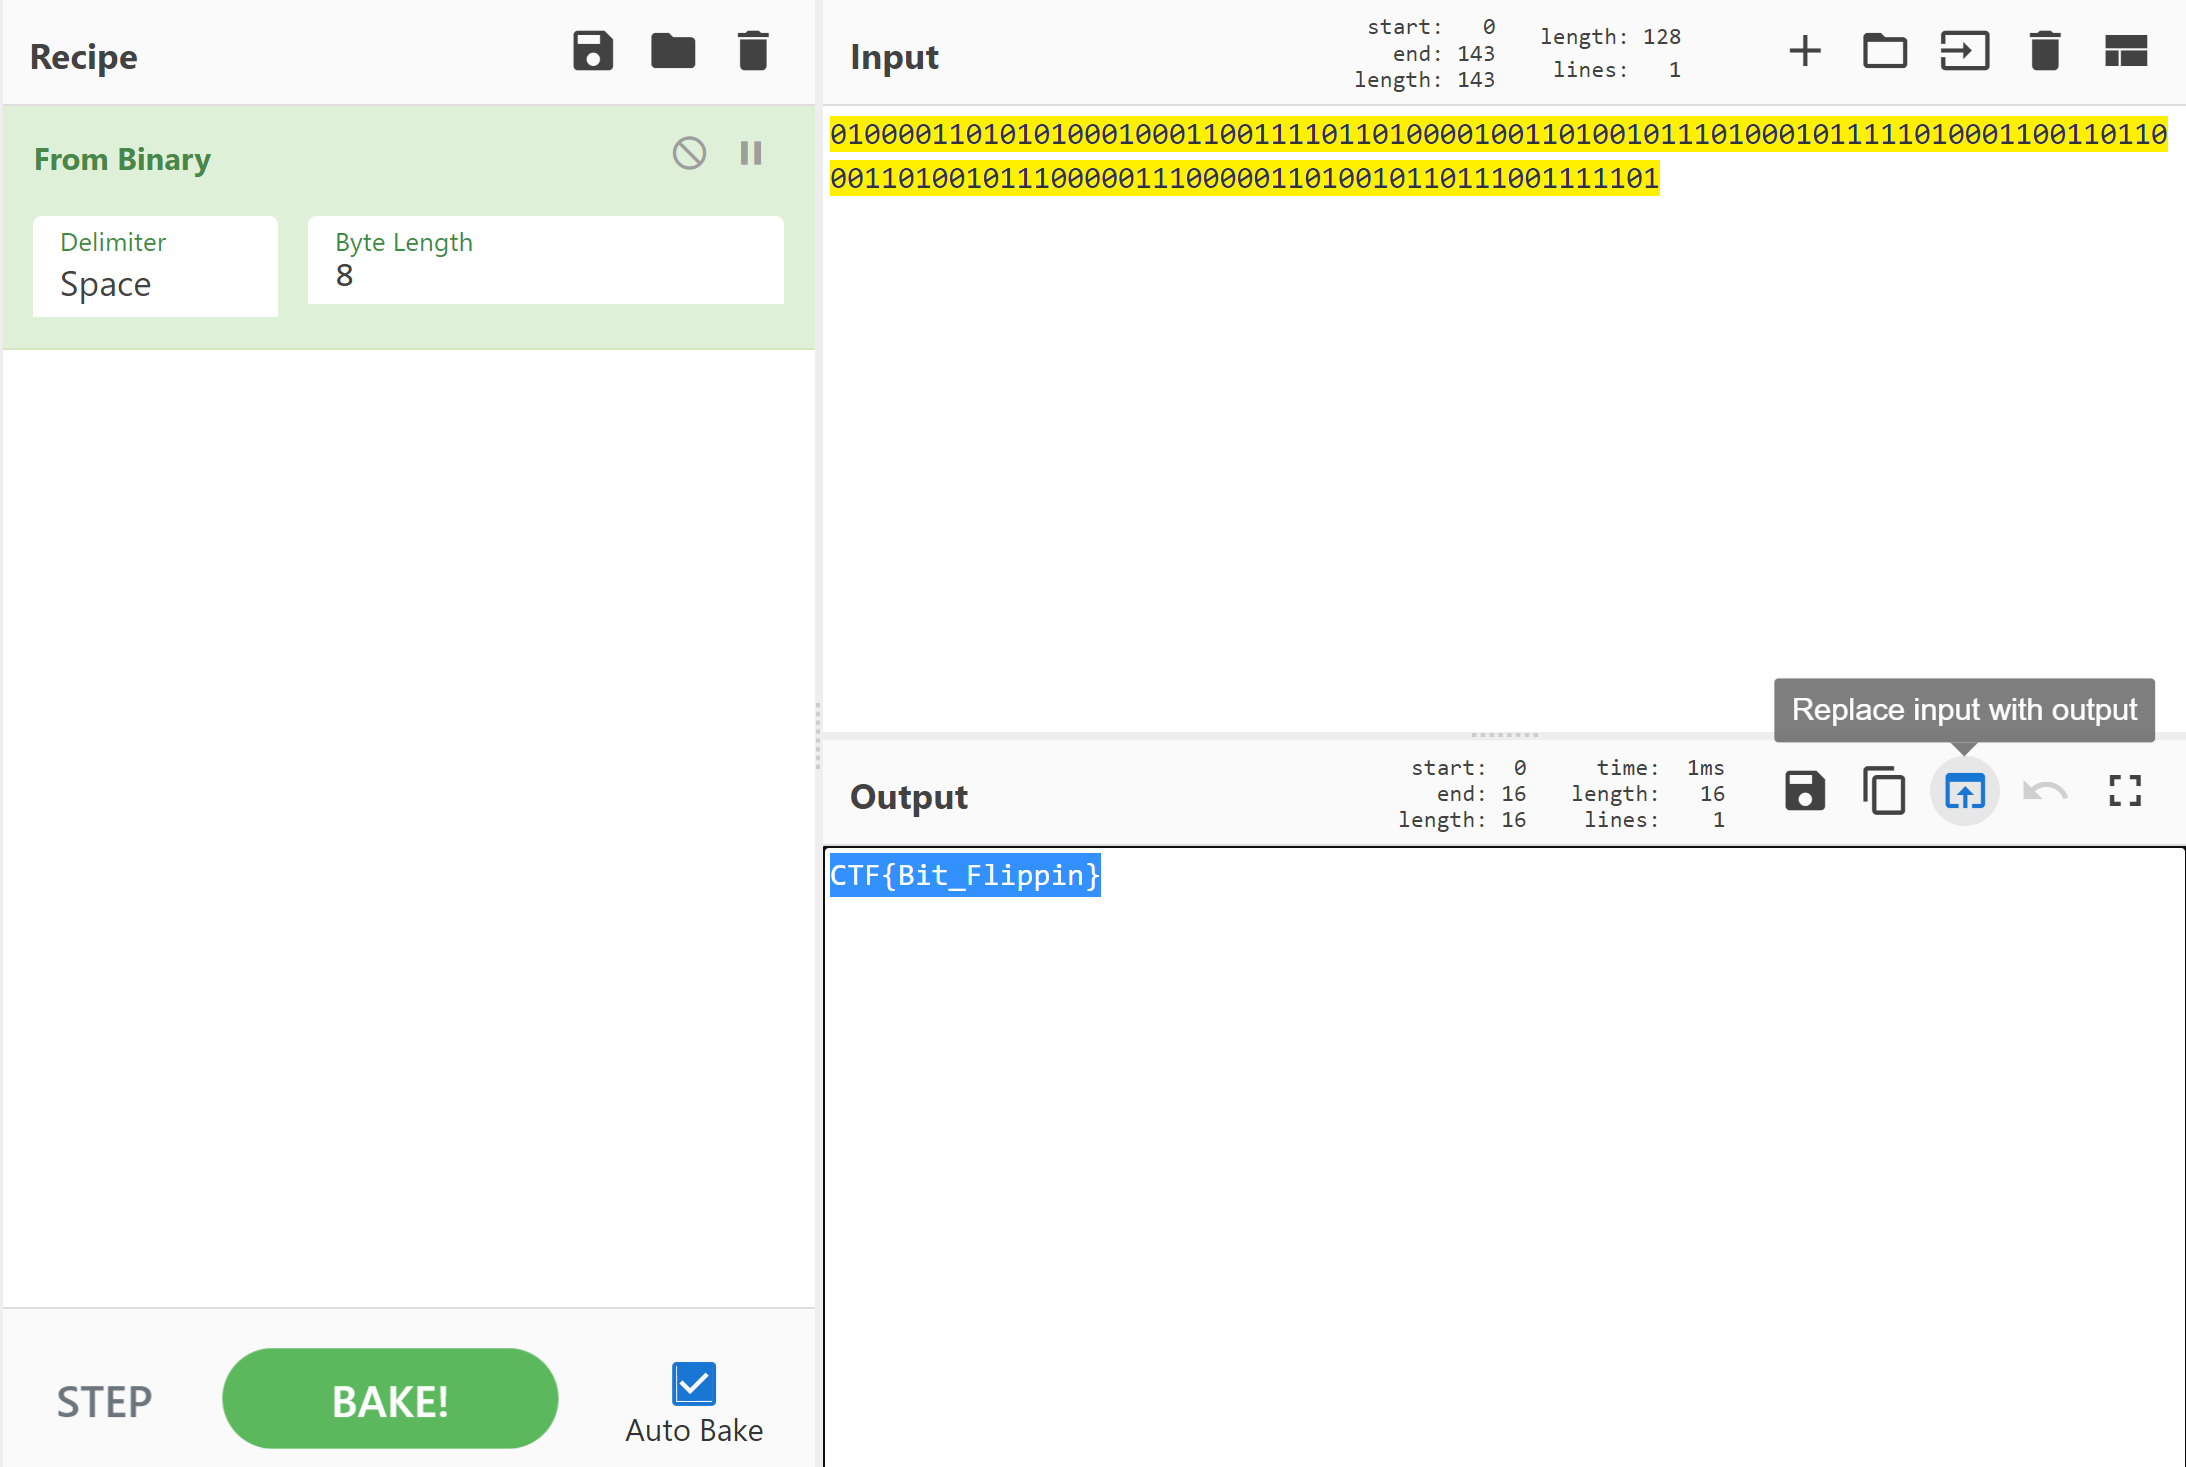 Recipe
From Binary
Delimiter
Space
Byte Length
8
STEP
BAKE!
Auto Bake
Input
start: 0
end: 143
length: 143
length: 128
lines: 1
0100001101010100010001100111101101000010011010010111010001011111010001100110110
0011010010111000001110000011010010110111001111101
Replace input with output
Output
start: 0
end: 16
length: 16
time: 1ms
length: 16
lines: 1
CTF{Bit_Flippin}